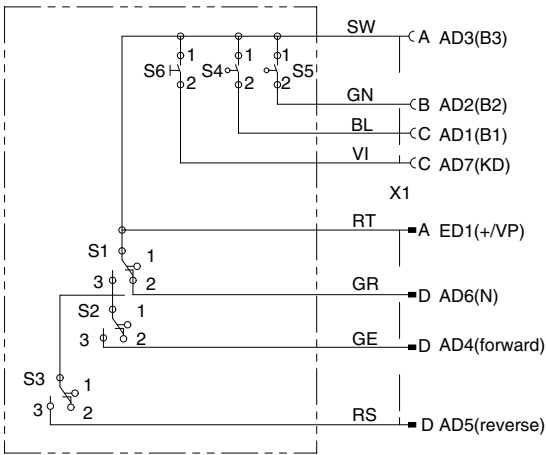 SW A AD3(B3)
1 1 1
S6 S4 S5
2 2 2
GN B AD2(B2)
BL C AD1(B1)
VI C AD7(KD)
X1
RT A ED1(+/VP)
S1 1
3 2
GR D AD6(N)
S2 1
3 2
GE D AD4(forward)
S3 1
3 2
RS D AD5(reverse)